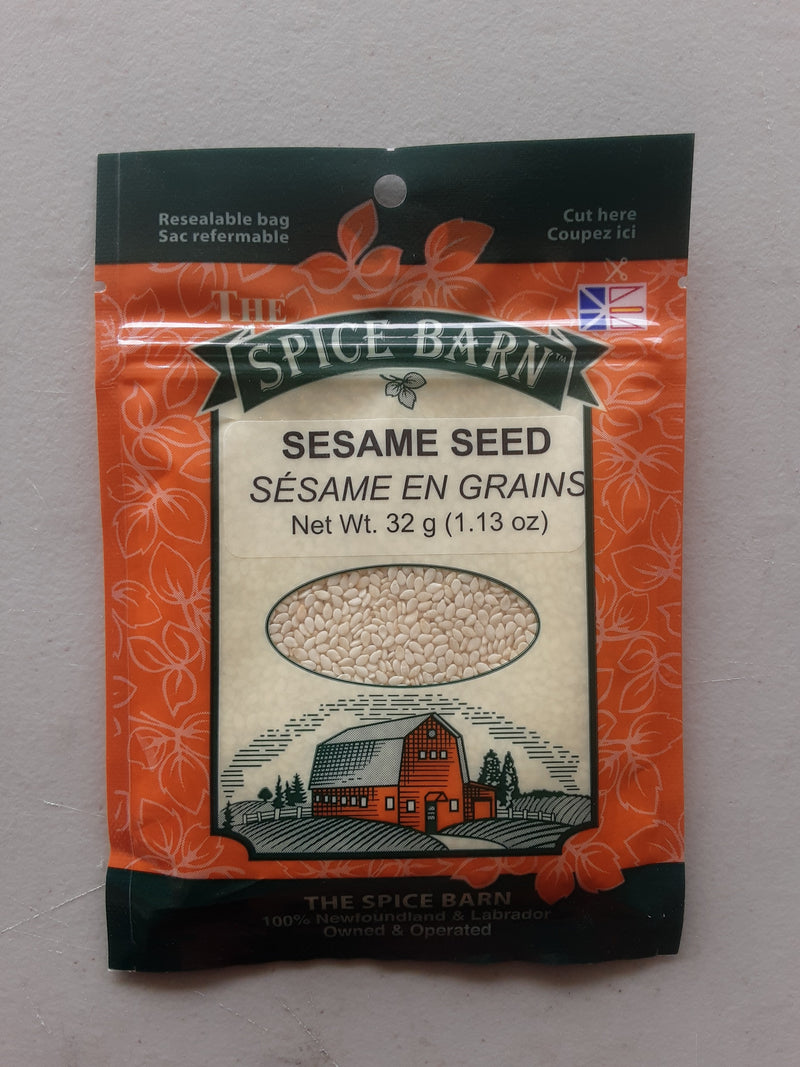 Resealable bag
Sac refermable
Cut here
Coupez ici
THE
SPICE BARN™
SESAME SEED
SÉSAME EN GRAINS
Net Wt. 32 g (1.13 oz)
THE SPICE BARN
100% Newfoundland & Labrador
Owned & Operated